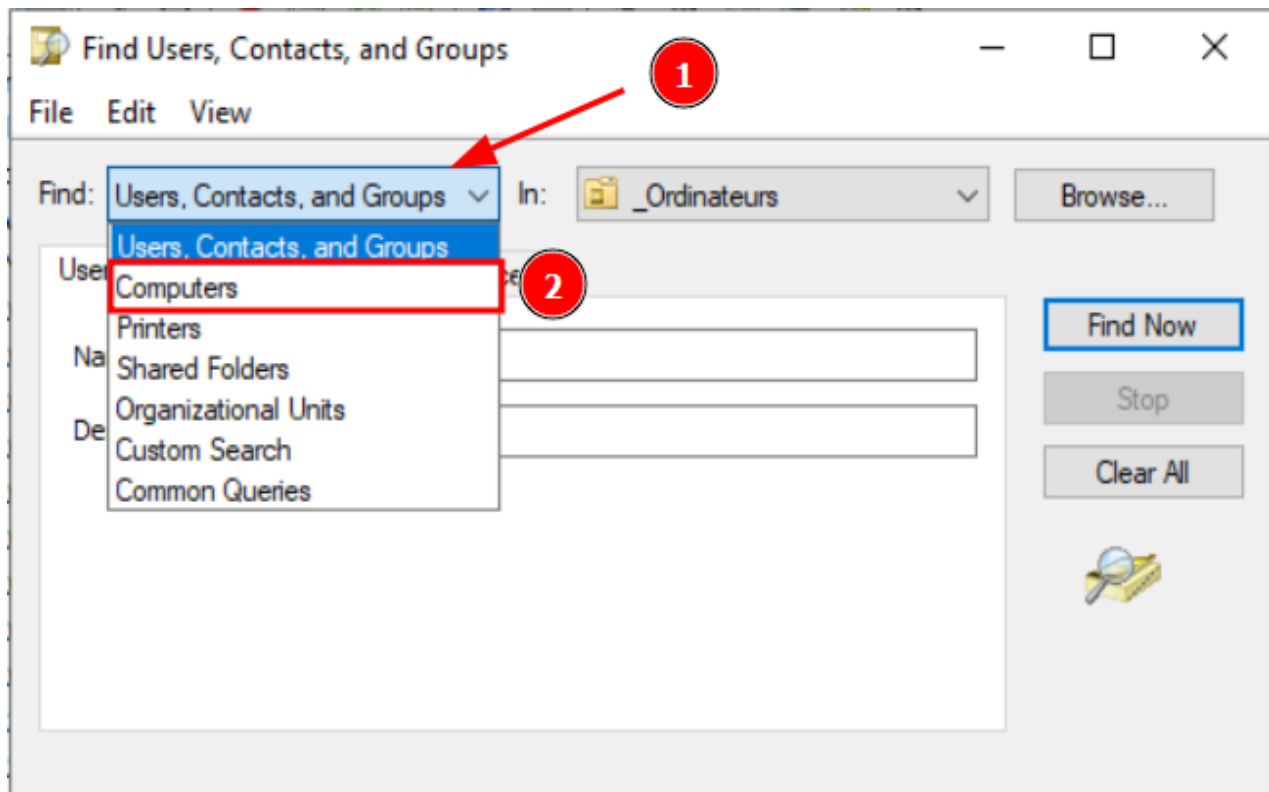 Find Users, Contacts, and Groups
1
File Edit View
Find: Users, Contacts, and Groups In: _Ordinateurs Browse...
Users, Contacts, and Groups
Computers
2
Printers
Shared Folders
Organizational Units
Custom Search
Common Queries
Find Now
Stop
Clear All